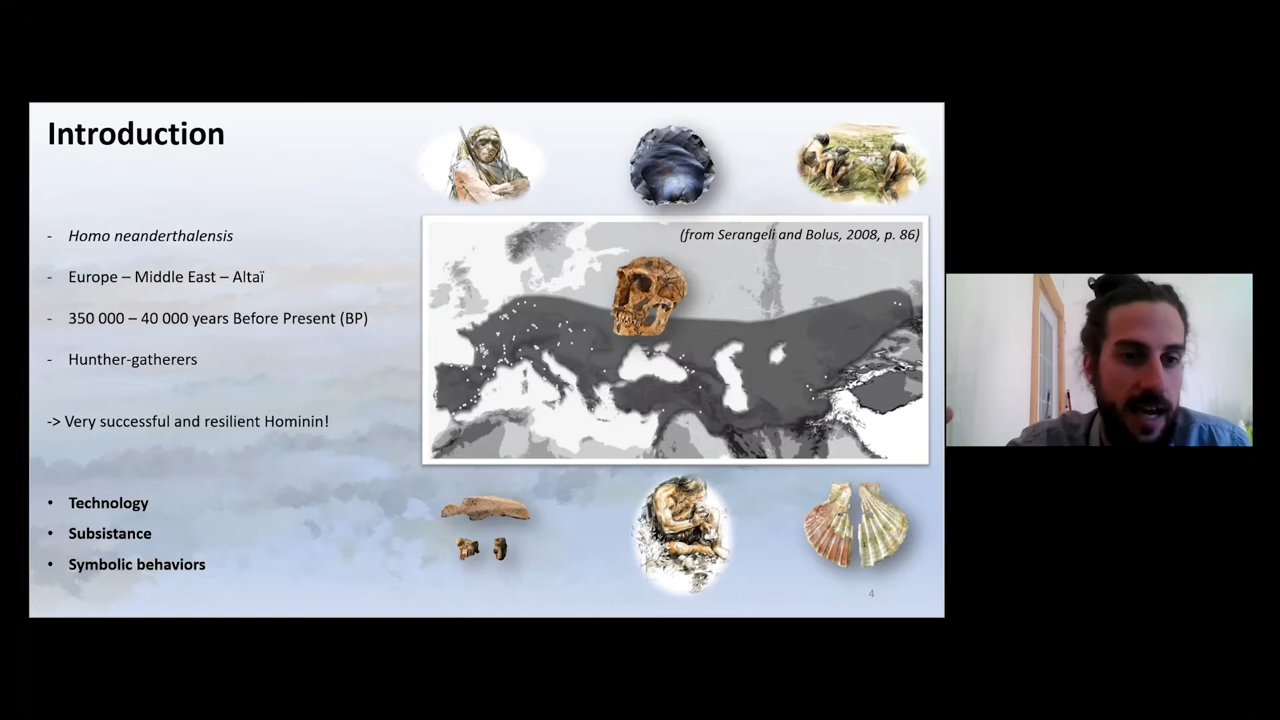 Introduction
(from Serangeli and Bolus, 2008, p. 86)
- Homo neanderthalensis
- Europe – Middle East – Altaï
- 350 000 – 40 000 years Before Present (BP)
- Hunther-gatherers
-> Very successful and resilient Hominin!
• Technology
• Subsistance
• Symbolic behaviors
4